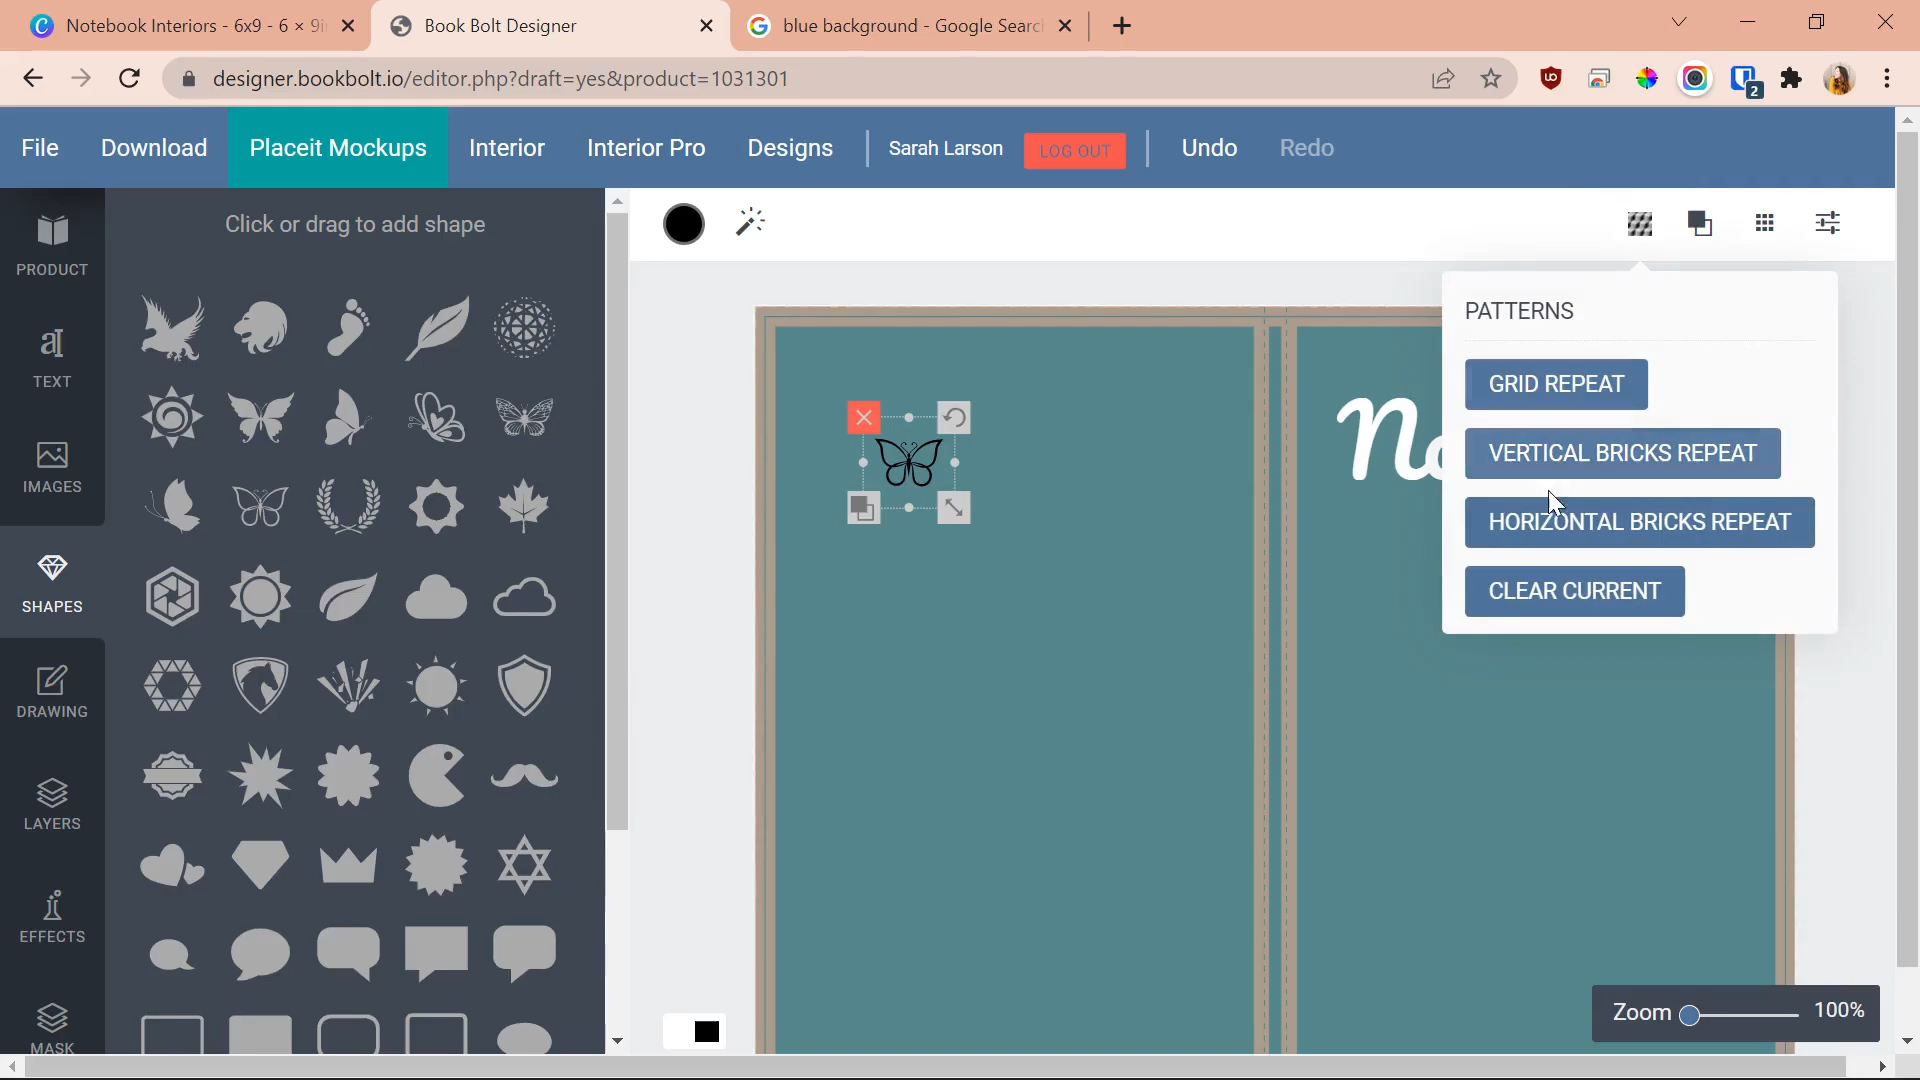 Notebook Interiors - 6x9 - 6 × 9i
Book Bolt Designer
blue background - Google Search
designer.bookbolt.io/editor.php?draft=yes&product=1031301
2
File
Download
Placeit Mockups
Interior
Interior Pro
Designs
Sarah Larson
LOG OUT
Undo
Redo
Click or drag to add shape
PRODUCT
TEXT
IMAGES
SHAPES
DRAWING
LAYERS
EFFECTS
MASK
No
PATTERNS
GRID REPEAT
VERTICAL BRICKS REPEAT
HORIZONTAL BRICKS REPEAT
CLEAR CURRENT
Zoom
100%